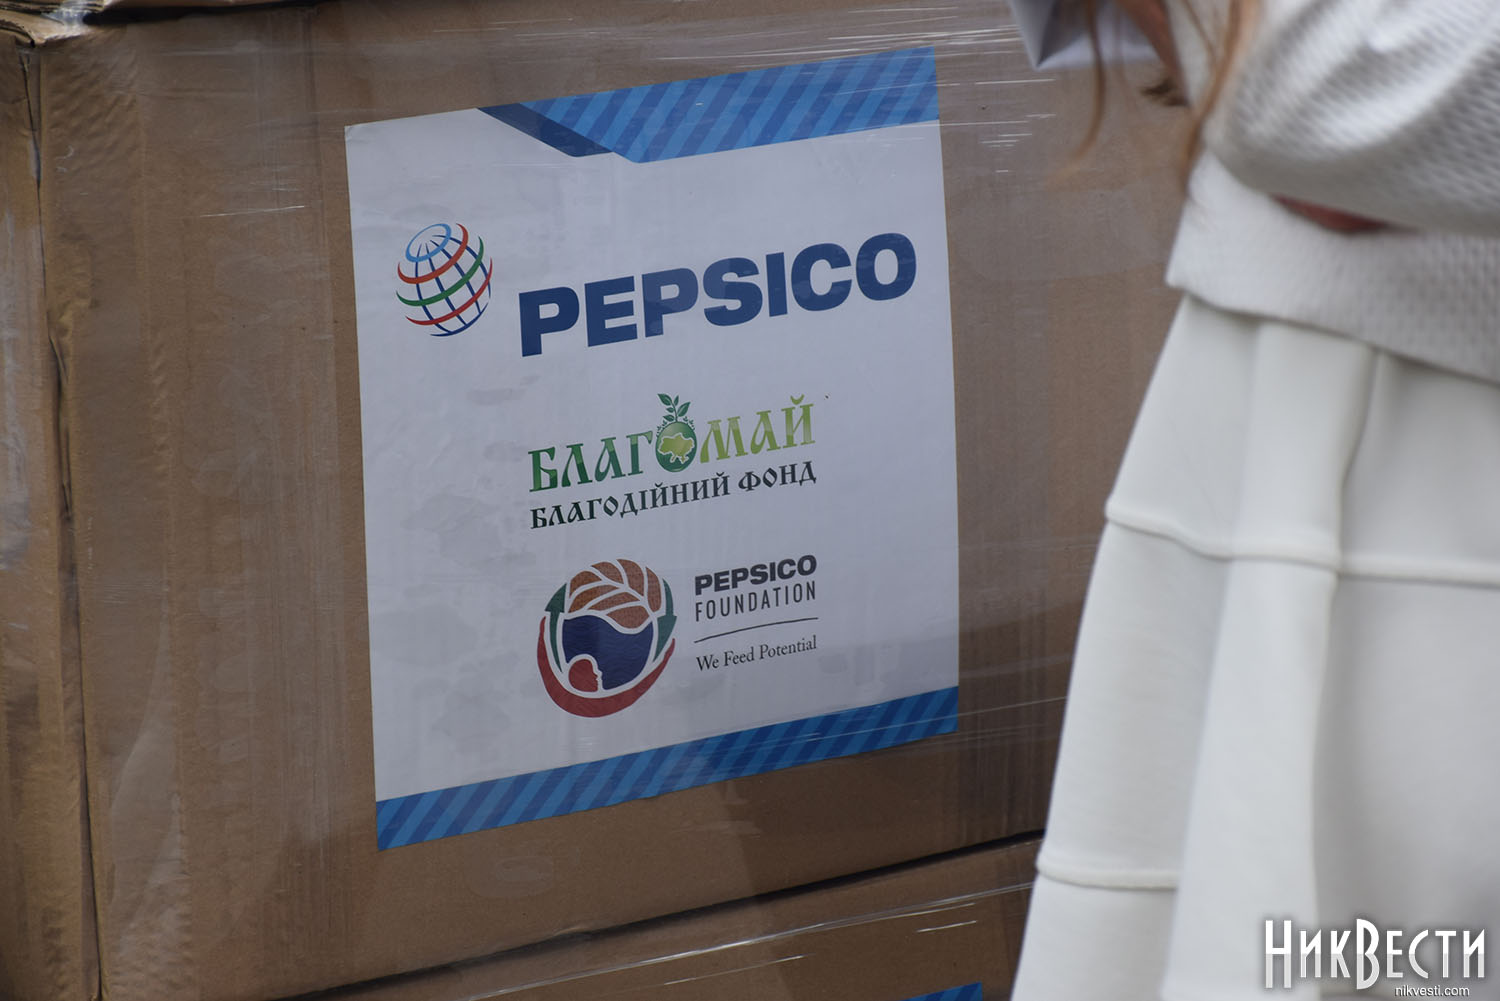 PEPSICO
БЛАГОМАЙ
БЛАГОДІЙНИЙ ФОНД
PEPSICO
FOUNDATION
We Feed Potential
НикВести
nikvesti.com